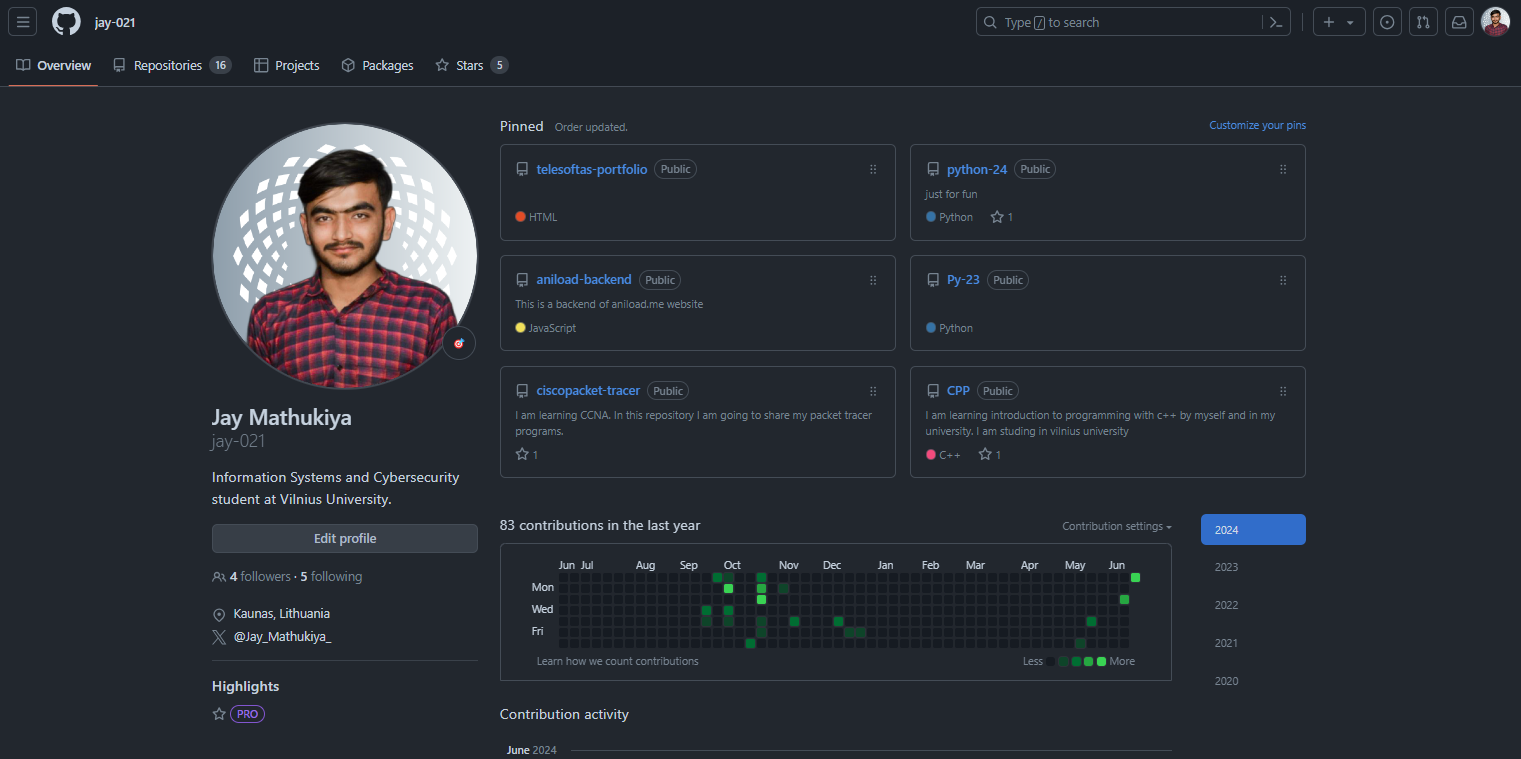 jay-021
Type / to search
Overview
Repositories 16
Projects
Packages
Stars 5
Jay Mathukiya
jay-021
Information Systems and Cybersecurity
student at Vilnius University.
Edit profile
4 followers · 5 following
Kaunas, Lithuania
@Jay_Mathukiya_
Highlights
PRO
Pinned Order updated.
Customize your pins
telesoftas-portfolio Public
HTML
python-24 Public
just for fun
Python 1
aniload-backend Public
This is a backend of aniload.me website
JavaScript
Py-23 Public
Python
ciscopacket-tracer Public
I am learning CCNA. In this repository I am going to share my packet tracer
programs.
1
CPP Public
I am learning introduction to programming with c++ by myself and in my
university. I am studing in vilnius university
C++ 1
83 contributions in the last year
Contribution settings
Jun Jul Aug Sep Oct Nov Dec Jan Feb Mar Apr May Jun
Mon
Wed
Fri
Learn how we count contributions
Less More
2024
2023
2022
2021
2020
Contribution activity
June 2024